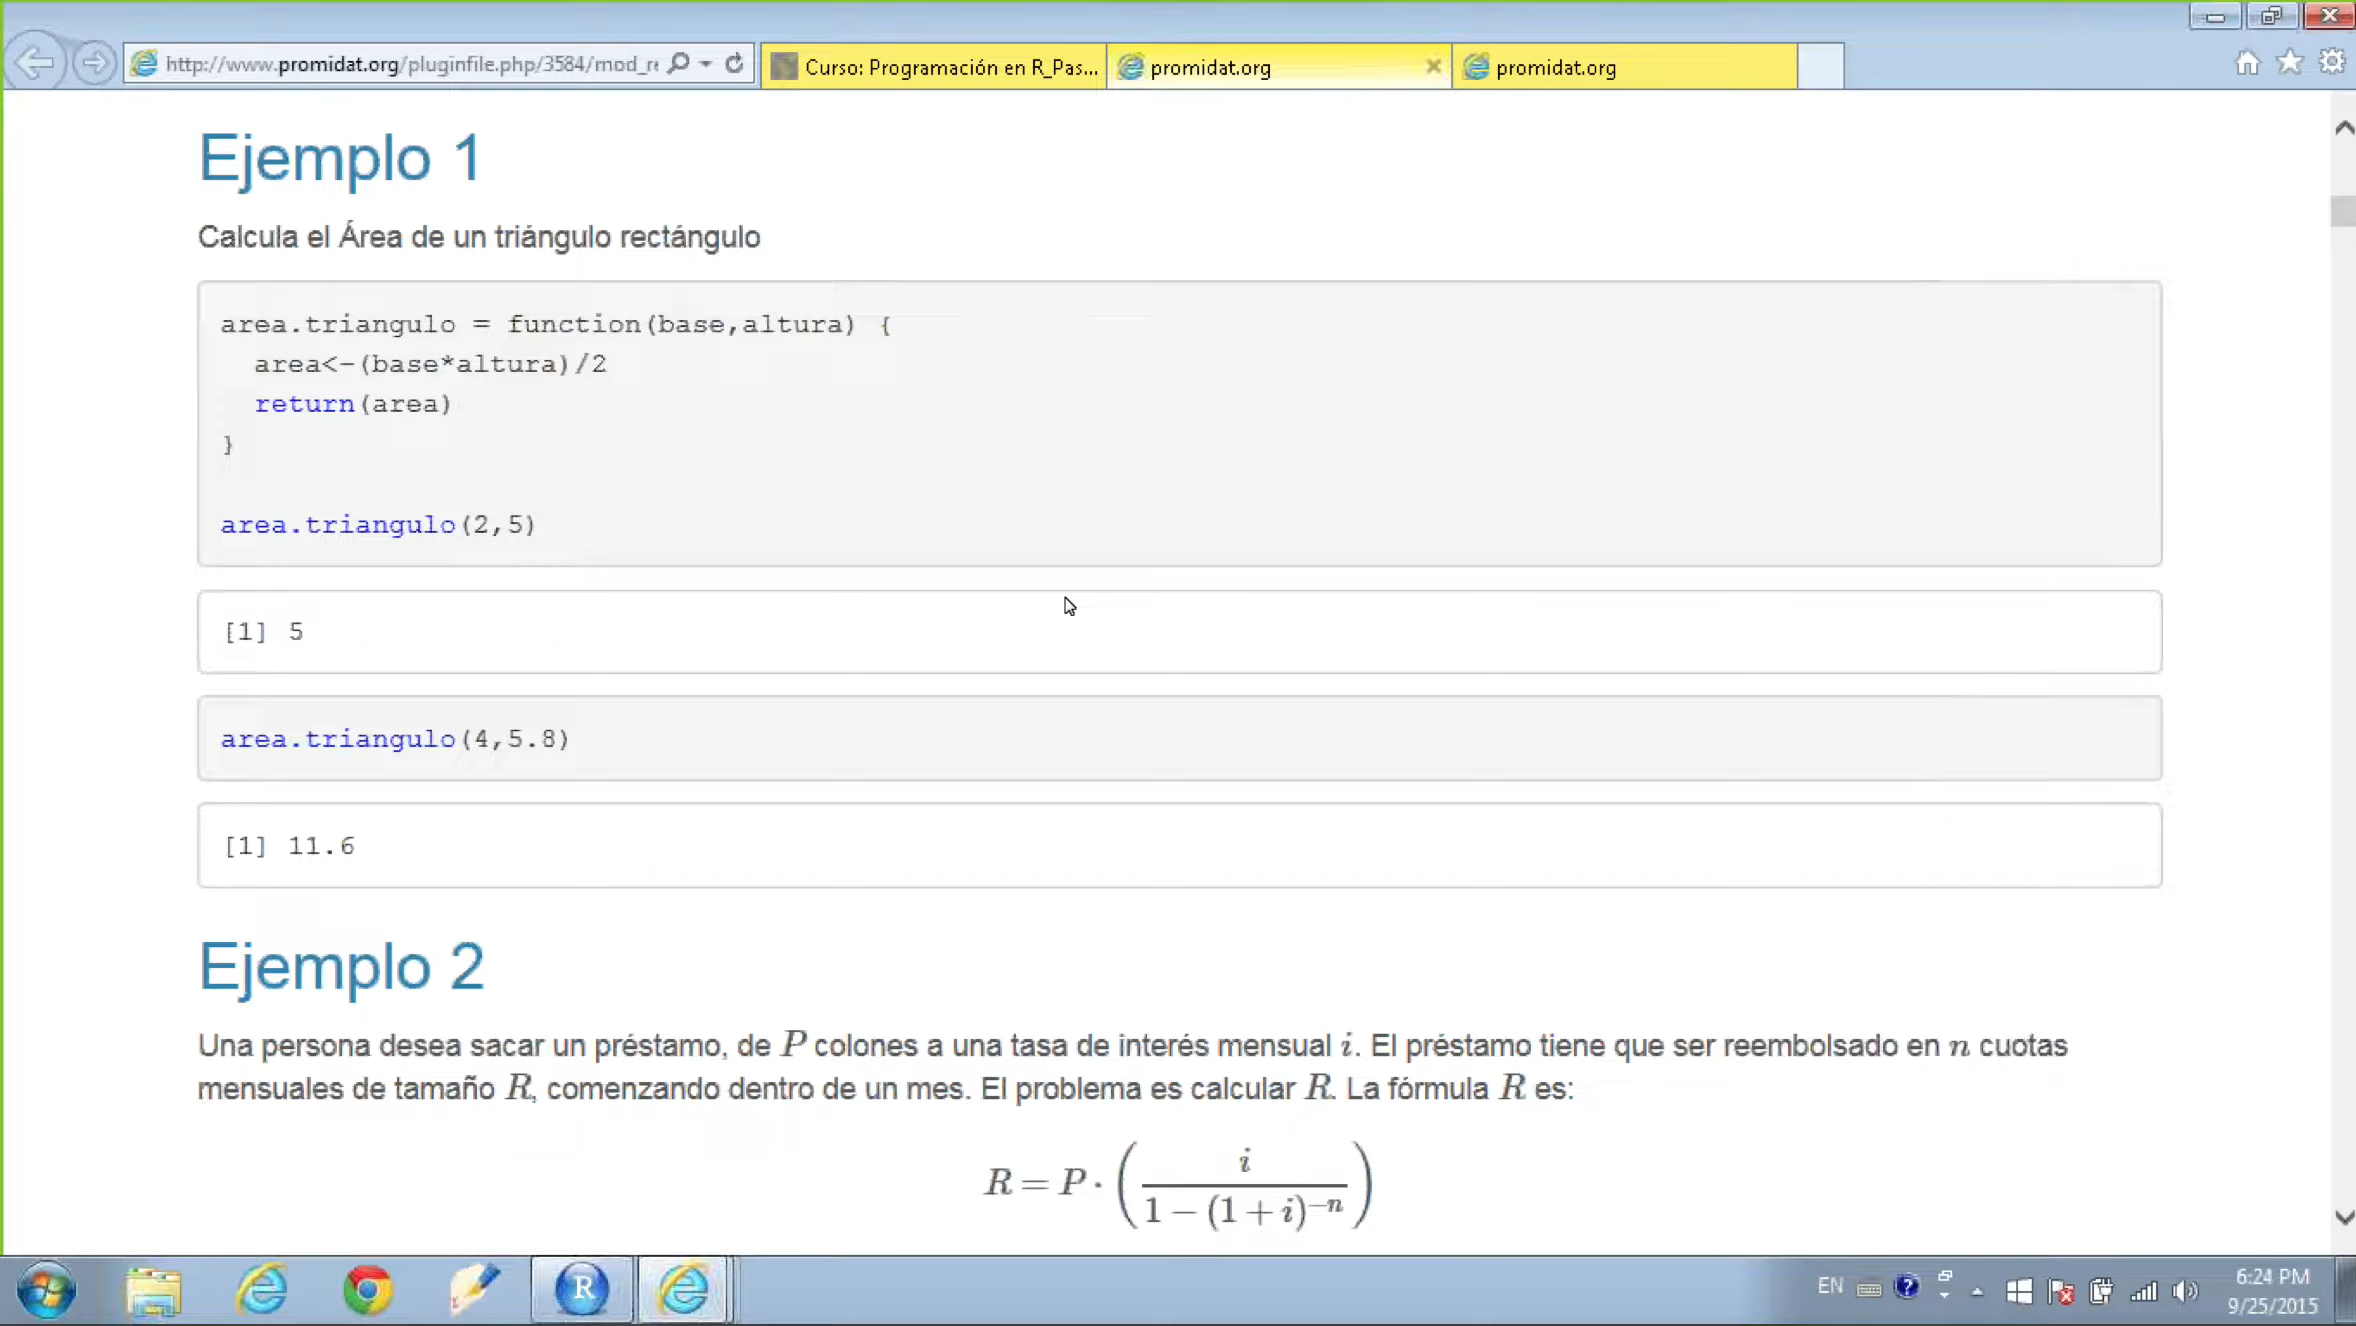 http://www.promidat.org/pluginfile.php/3584/mod_re
Curso: Programación en R_Pas...
promidat.org
promidat.org
Ejemplo 1
Calcula el Área de un triángulo rectángulo
area.triangulo = function(base,altura) {
  area<-(base*altura)/2
  return(area)
}
area.triangulo(2,5)
[1] 5
area.triangulo(4,5.8)
[1] 11.6
Ejemplo 2
Una persona desea sacar un préstamo, de P colones a una tasa de interés mensual i. El préstamo tiene que ser reembolsado en n cuotas
mensuales de tamaño R, comenzando dentro de un mes. El problema es calcular R. La fórmula R es:
R = P · ( i / 1 − (1 + i)^−n )
EN
6:24 PM
9/25/2015